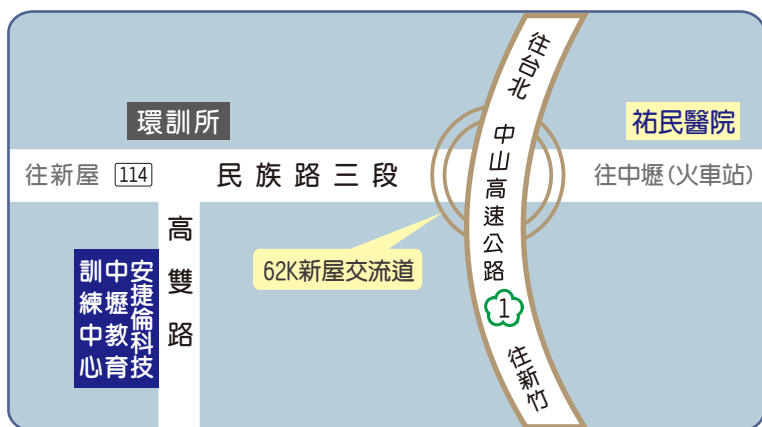 往台北
中山高速公路
1
往新竹
環訓所
祐民醫院
往新屋 114
民族路三段
往中壢(火車站)
62K新屋交流道
高雙路
安捷倫科技
中壢教育
訓練中心